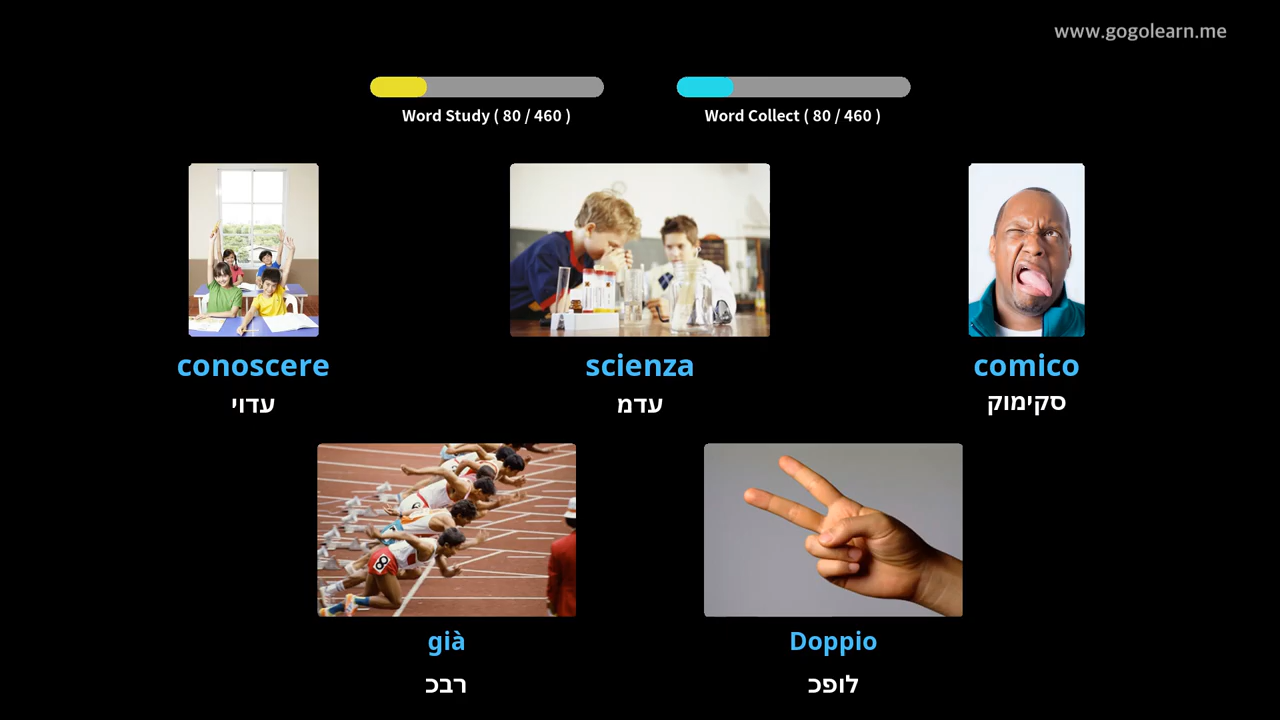 www.gogolearn.me
Word Study ( 80 / 460 )
Word Collect ( 80 / 460 )
conoscere
עדוי
scienza
עדמ
comico
סקימוק
già
רבכ
Doppio
לופכ